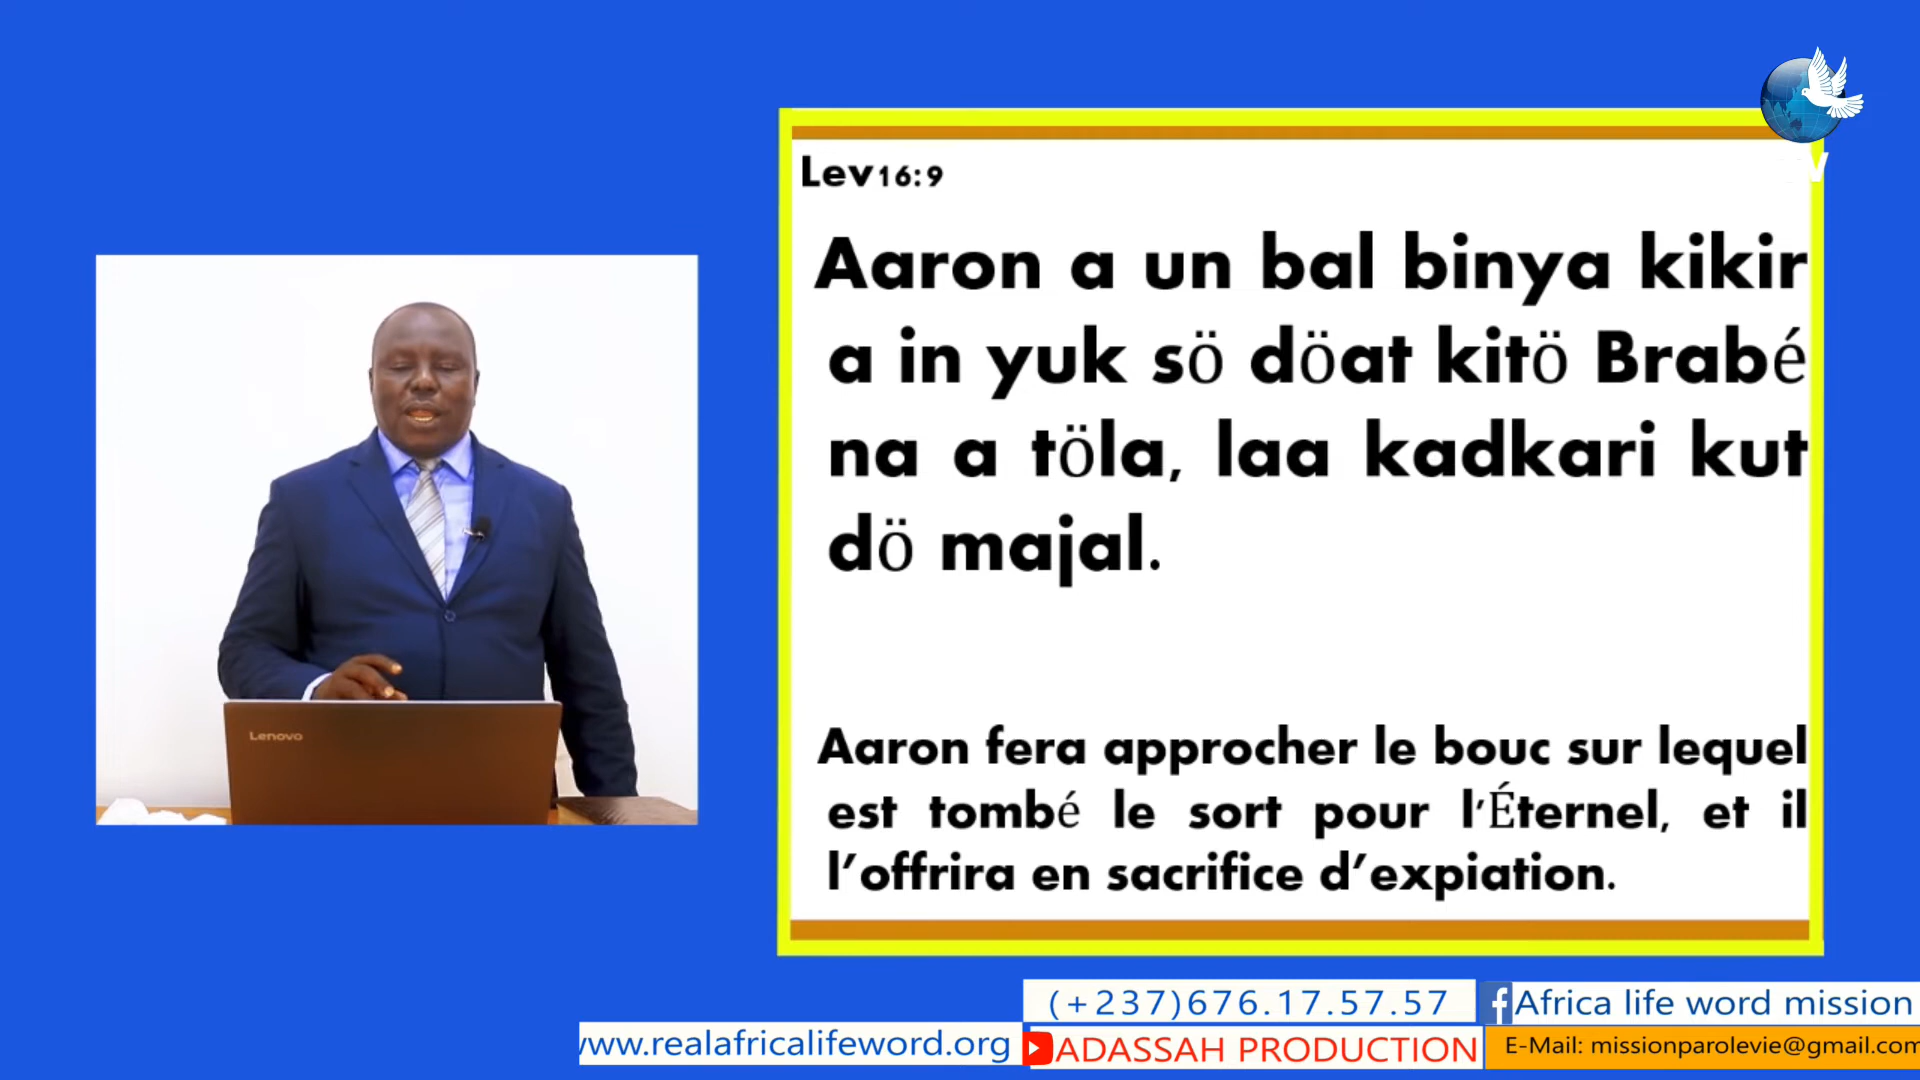 Lev16:9
Aaron a un bal binya kikir
a in yuk sö döat kitö Brabé
na a töla, laa kadkari kut
dö majal.
Aaron fera approcher le bouc sur lequel
est tombé le sort pour l'Éternel, et il
l’offrira en sacrifice d’expiation.
Lenovo
(+237)676.17.57.57
Africa life word mission
www.realafricalifeword.org
ADASSAH PRODUCTION
E-Mail: missionparolevie@gmail.com